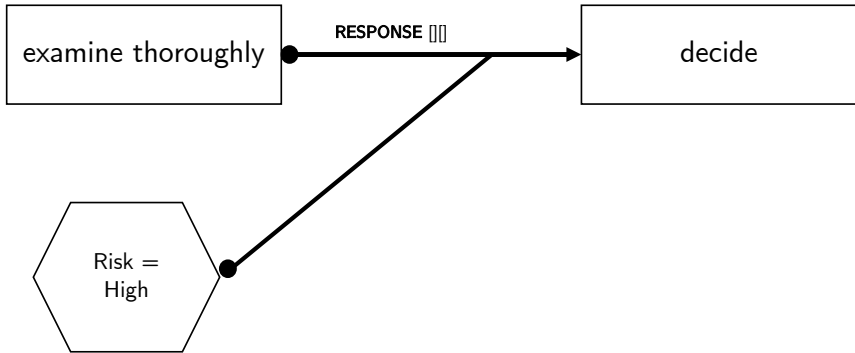 RESPONSE [][]
examine thoroughly
decide
Risk =
High